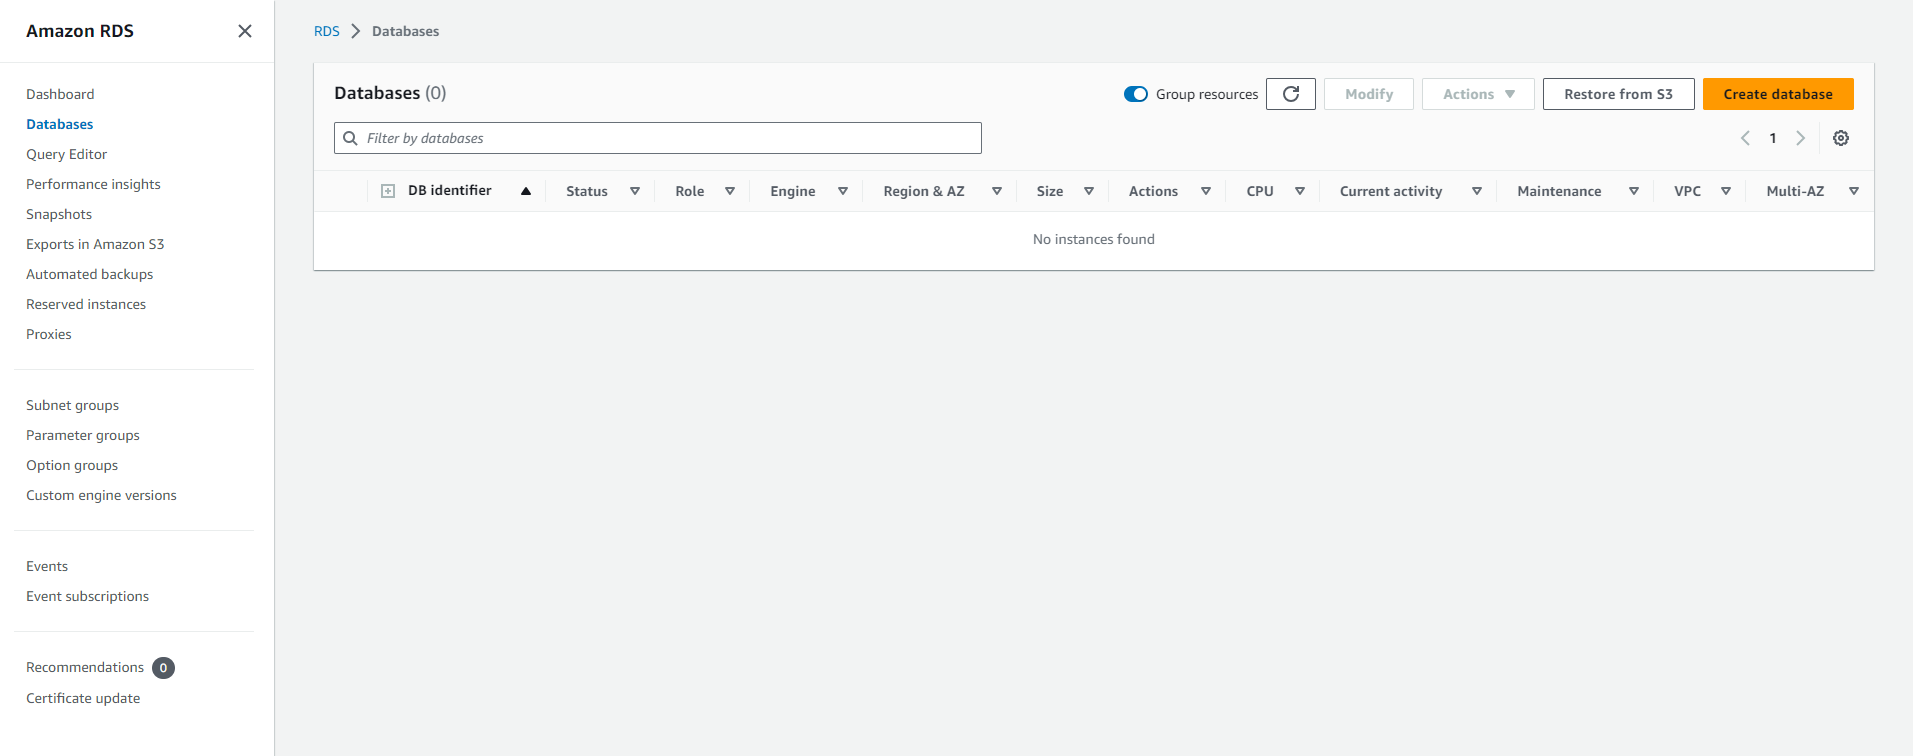 Amazon RDS
Dashboard
Databases
Query Editor
Performance insights
Snapshots
Exports in Amazon S3
Automated backups
Reserved instances
Proxies
Subnet groups
Parameter groups
Option groups
Custom engine versions
Events
Event subscriptions
Recommendations 0
Certificate update
RDS > Databases
Databases (0)
Group resources Modify Actions Restore from S3 Create database
Filter by databases
1
DB identifier Status Role Engine Region & AZ Size Actions CPU Current activity Maintenance VPC Multi-AZ
No instances found